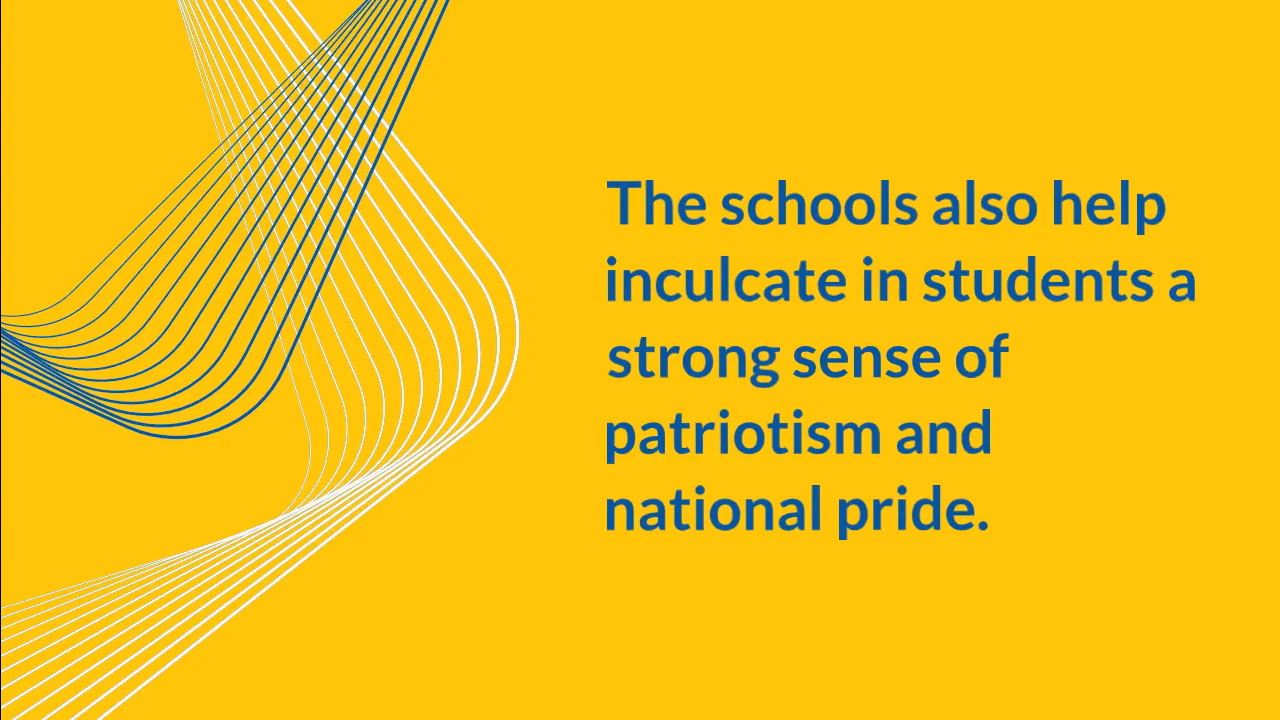 The schools also help
inculcate in students a
strong sense of
patriotism and
national pride.